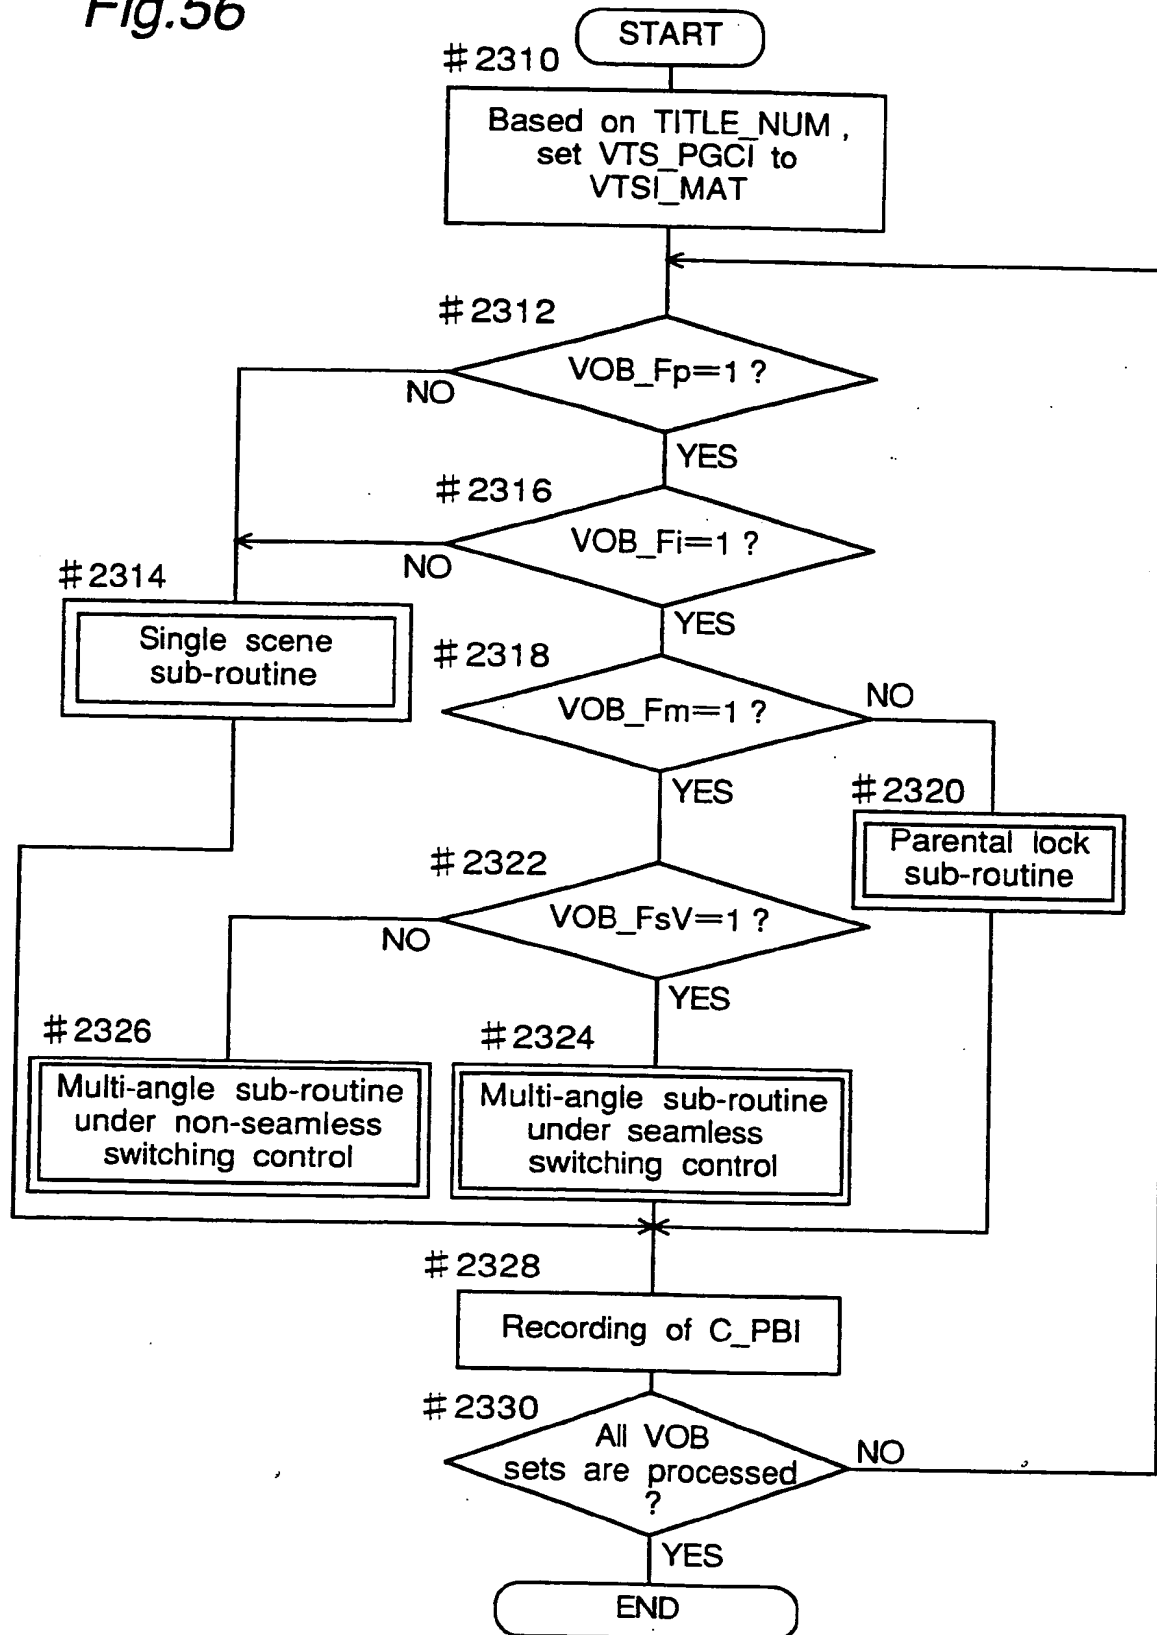 Fig.56
START
#2310
Based on TITLE_NUM ,
set VTS_PGCI to
VTSI_MAT
#2312
VOB_Fp=1 ?
NO
YES
#2316
VOB_Fi=1 ?
NO
YES
#2314
Single scene
sub-routine
#2318
VOB_Fm=1 ?
NO
YES
#2320
Parental lock
sub-routine
#2322
VOB_FsV=1 ?
NO
YES
#2326
Multi-angle sub-routine
under non-seamless
switching control
#2324
Multi-angle sub-routine
under seamless
switching control
#2328
Recording of C_PBI
#2330
All VOB
sets are processed
?
NO
YES
END